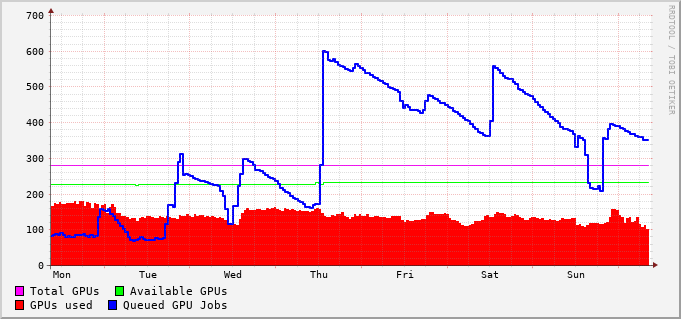 700
600
500
400
300
200
100
0
Mon Tue Wed Thu Fri Sat Sun
Total GPUs Available GPUs
GPUs used Queued GPU Jobs
RRDTOOL / TOBI OETIKER